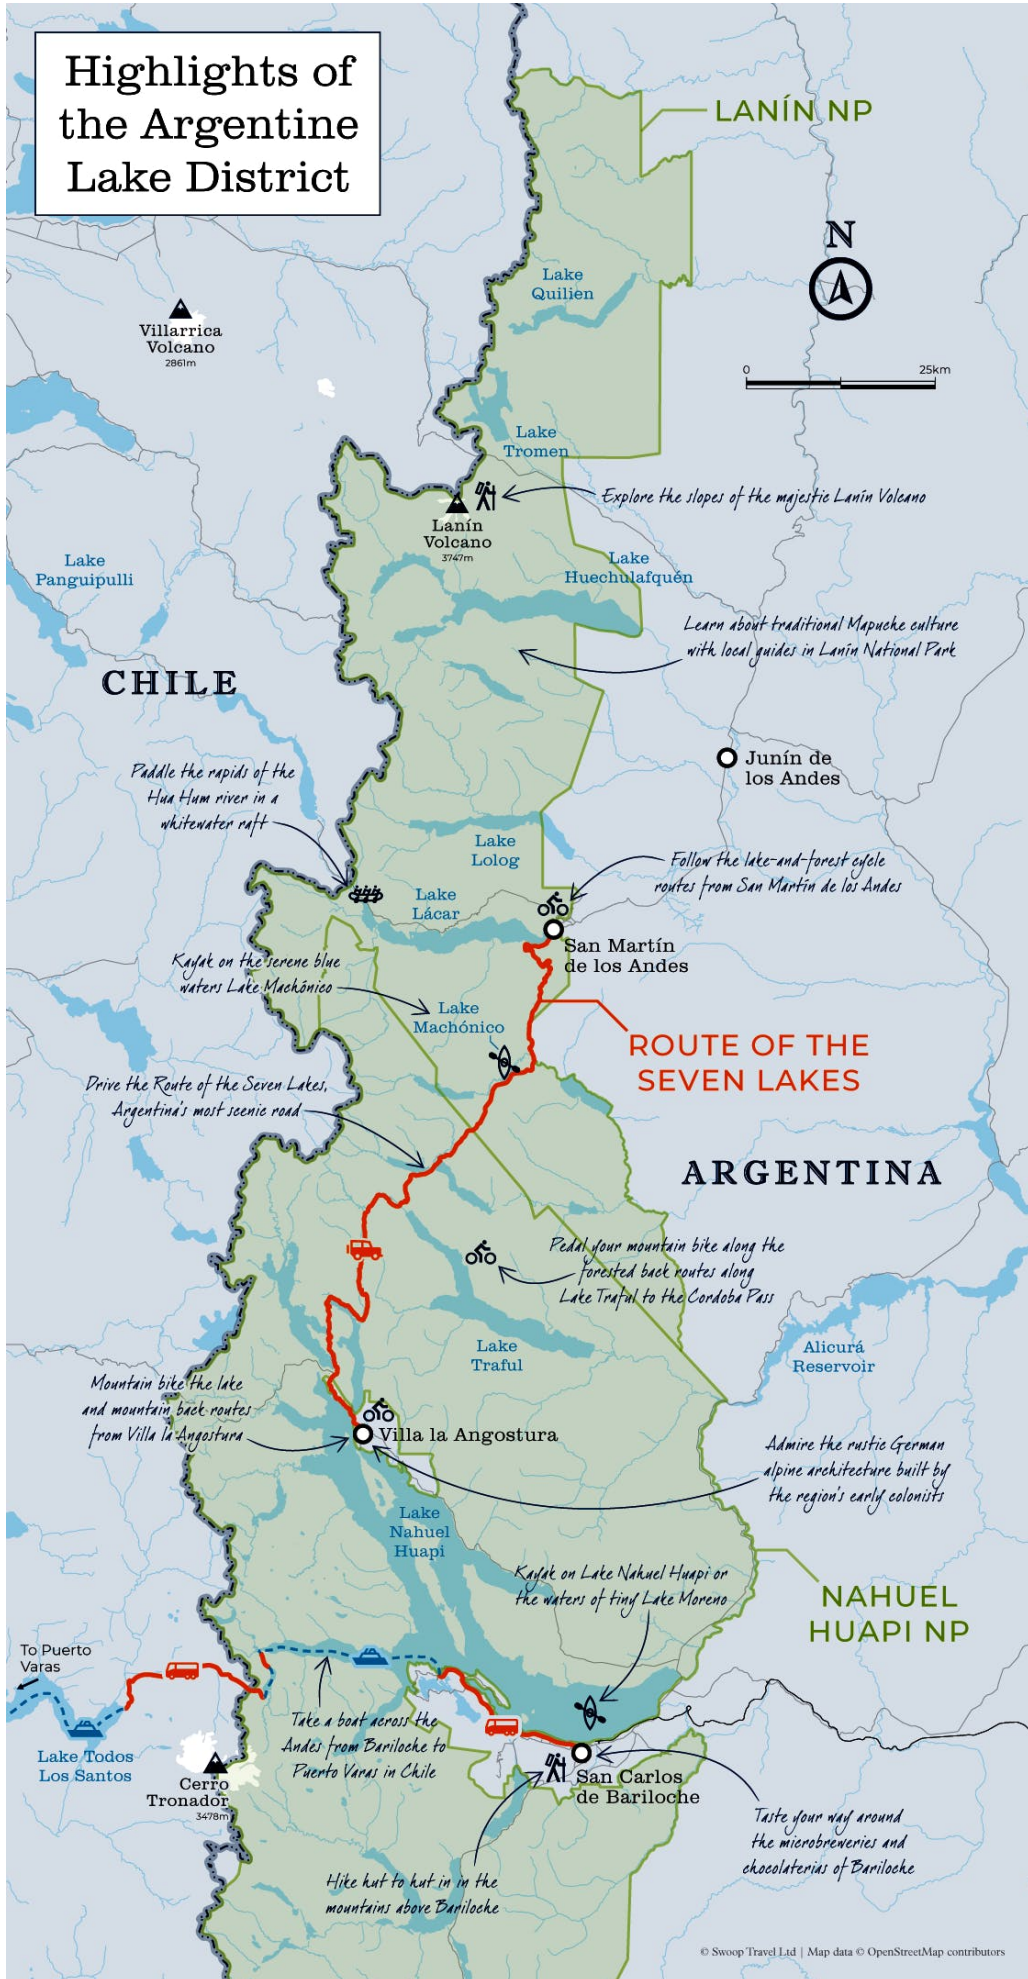 Highlights of
the Argentine
Lake District
LANÍN NP
N
Lake
Quilien
Villarrica
Volcano
2861m
0
25km
Lake
Tromen
Explore the slopes of the majestic Lanín Volcano
Lanín
Volcano
3747m
Lake
Panguipulli
Lake
Huechulafquén
Learn about traditional Mapuche culture
with local guides in Lanín National Park
CHILE
Junín de
los Andes
Paddle the rapids of the
Hua Hum river in a
whitewater raft
Lake
Lolog
Follow the lake-and-forest cycle
routes from San Martín de los Andes
Lake
Lácar
San Martín
de los Andes
Kayak on the serene blue
waters Lake Machónico
Lake
Machónico
ROUTE OF THE
SEVEN LAKES
Drive the Route of the Seven Lakes,
Argentina's most scenic road
ARGENTINA
Pedal your mountain bike along the
forested back routes along
Lake Traful to the Cordoba Pass
Lake
Traful
Alicurá
Reservoir
Mountain bike the lake
and mountain back routes
from Villa la Angostura
Villa la Angostura
Admire the rustic German
alpine architecture built by
the region's early colonists
Lake
Nahuel
Huapi
Kayak on Lake Nahuel Huapi or
the waters of tiny Lake Moreno
NAHUEL
HUAPI NP
To Puerto
Varas
Take a boat across the
Andes from Bariloche to
Puerto Varas in Chile
Lake Todos
Los Santos
Cerro
Tronador
3478m
San Carlos
de Bariloche
Taste your way around
the microbreweries and
chocolaterias of Bariloche
Hike hut to hut in in the
mountains above Bariloche
© Swoop Travel Ltd | Map data © OpenStreetMap contributors